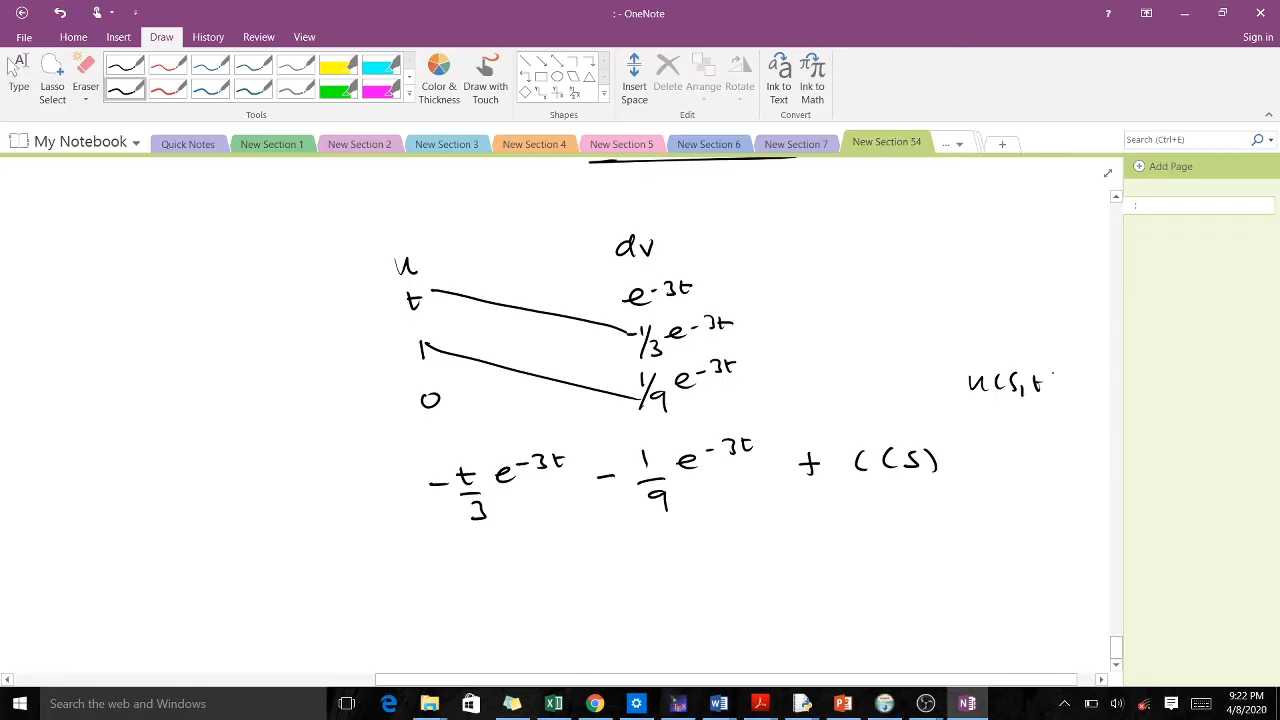 : - OneNote
File Home Insert Draw History Review View Sign in
Type Lasso Select Eraser Color & Thickness Draw with Touch Insert Space Delete Arrange Rotate Ink to Text Ink to Math
Tools Shapes Edit Convert
My Notebook Quick Notes New Section 1 New Section 2 New Section 3 New Section 4 New Section 5 New Section 6 New Section 7 New Section 54 ... Search (Ctrl+E)
Add Page
:
u dv
t e^-3t
-1/3 e^-3t
1
1/9 e^-3t
0
u(s,t
-t/3 e^-3t - 1/9 e^-3t + C(s)
Search the web and Windows
9:22 PM
4/8/2020